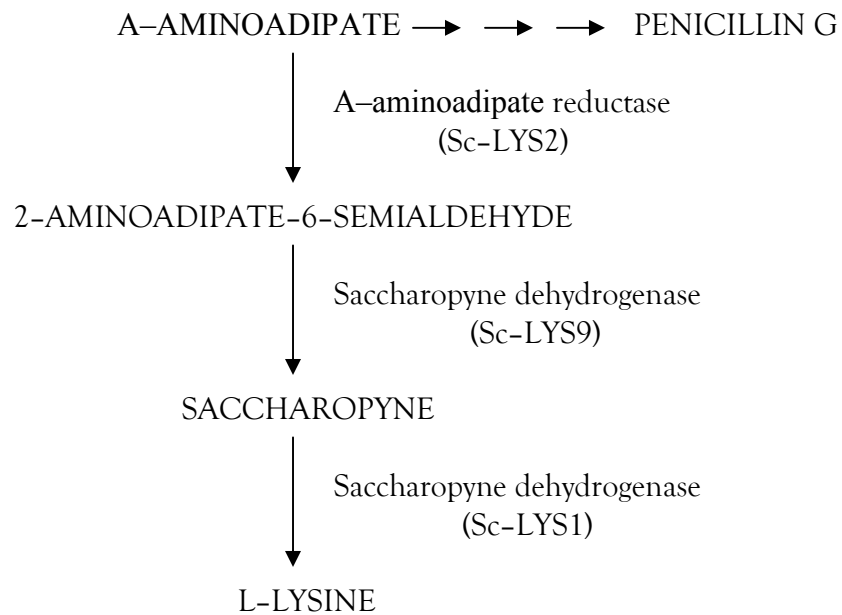 A–AMINOADIPATE PENICILLIN G
A–aminoadipate reductase
(Sc-LYS2)
2-AMINOADIPATE-6-SEMIALDEHYDE
Saccharopyne dehydrogenase
(Sc-LYS9)
SACCHAROPYNE
Saccharopyne dehydrogenase
(Sc-LYS1)
L-LYSINE